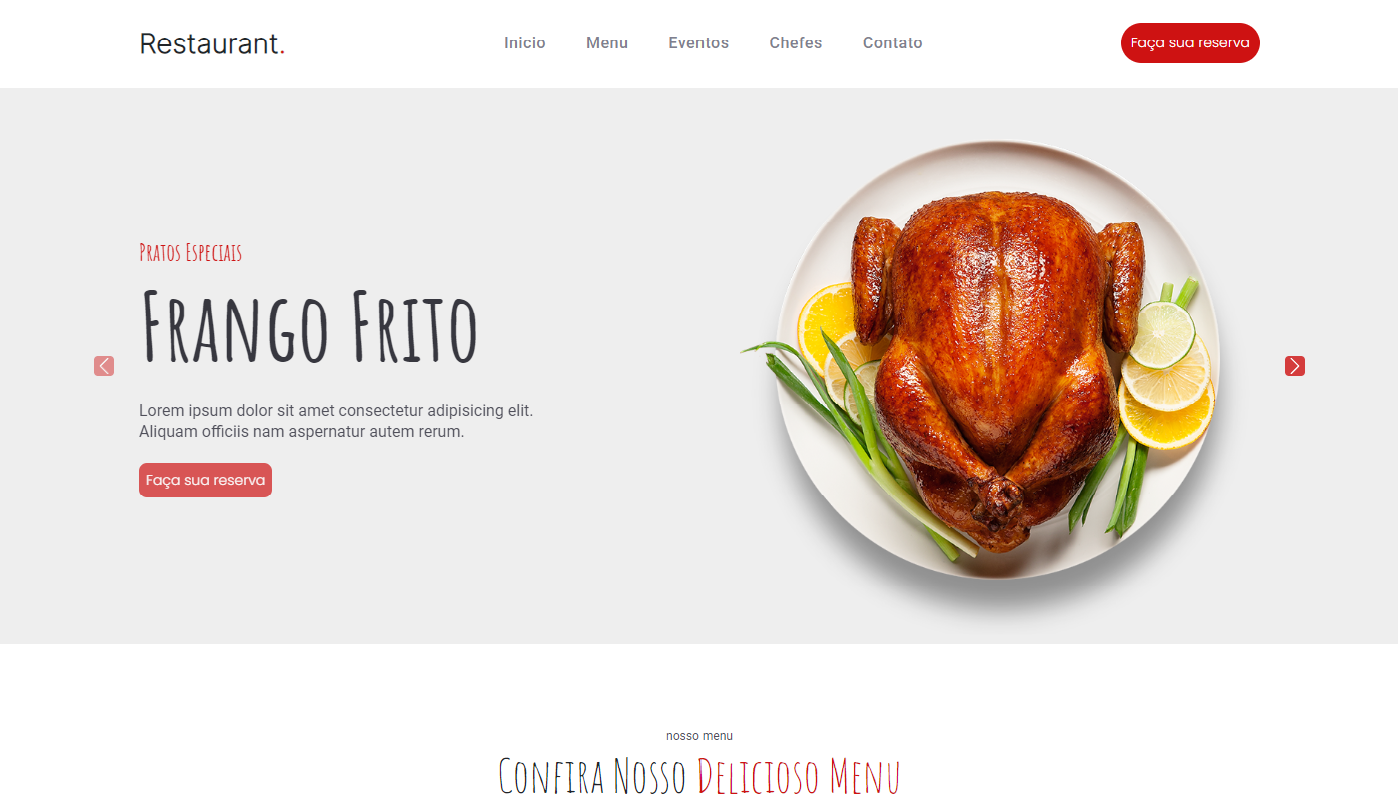 Restaurant.
Inicio
Menu
Eventos
Chefes
Contato
Faça sua reserva
Pratos Especiais
Frango Frito
Lorem ipsum dolor sit amet consectetur adipisicing elit.
Aliquam officiis nam aspernatur autem rerum.
Faça sua reserva
nosso menu
Confira Nosso Delicioso Menu